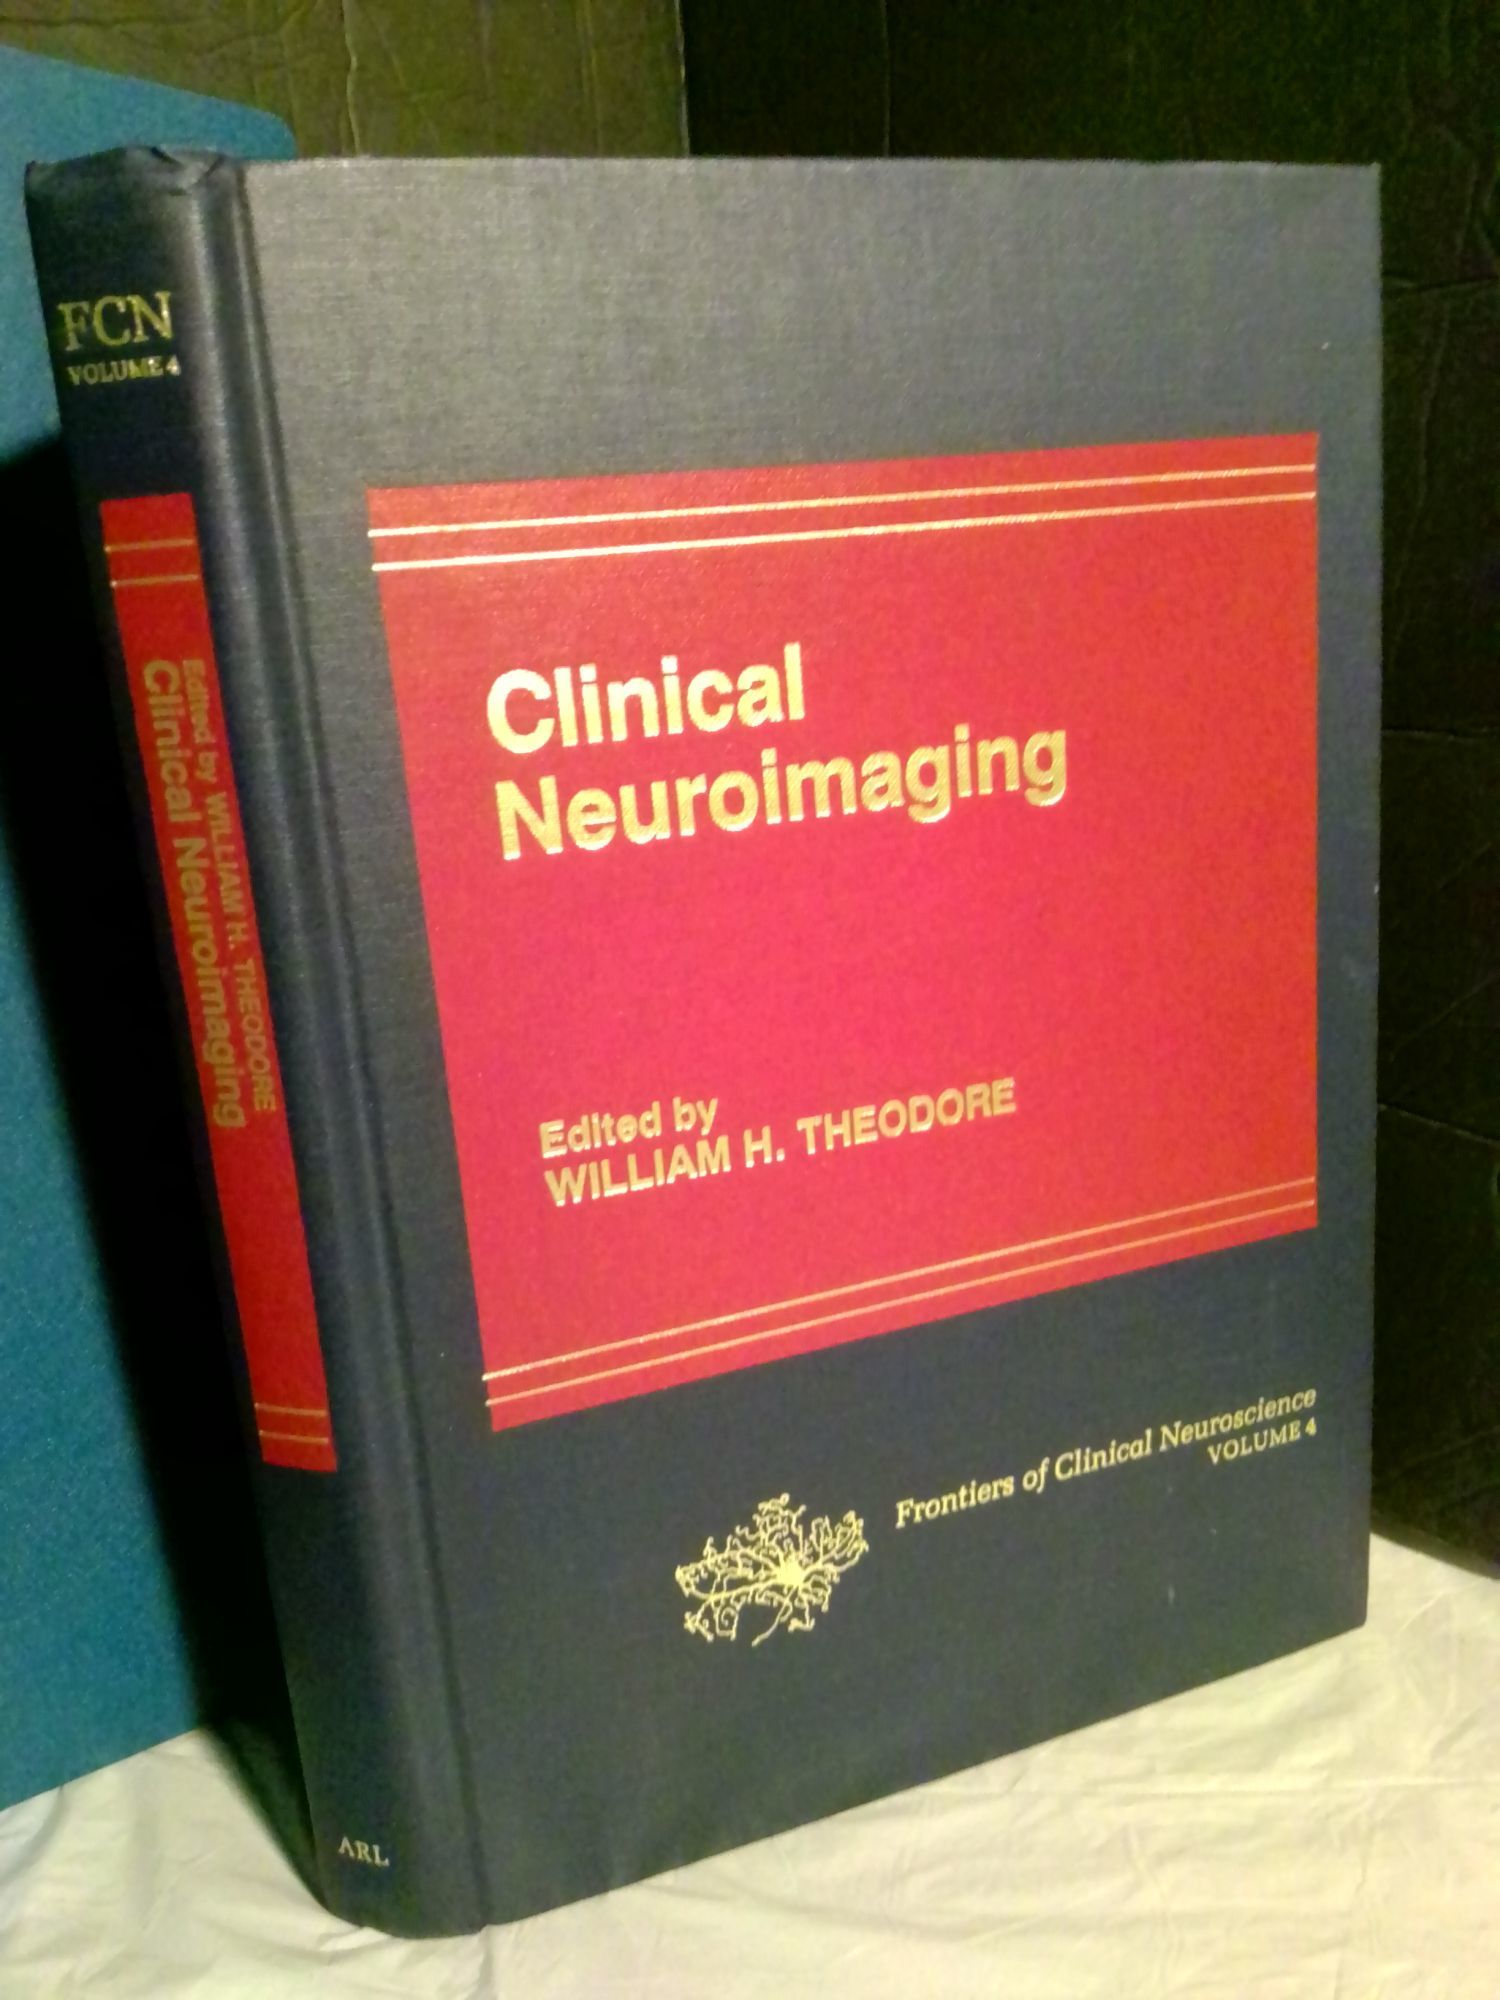 FCN
VOLUME 4
Edited by WILLIAM H. THEODORE
Clinical Neuroimaging
ARL
Clinical
Neuroimaging
Edited by
WILLIAM H. THEODORE
Frontiers of Clinical Neuroscience
VOLUME 4